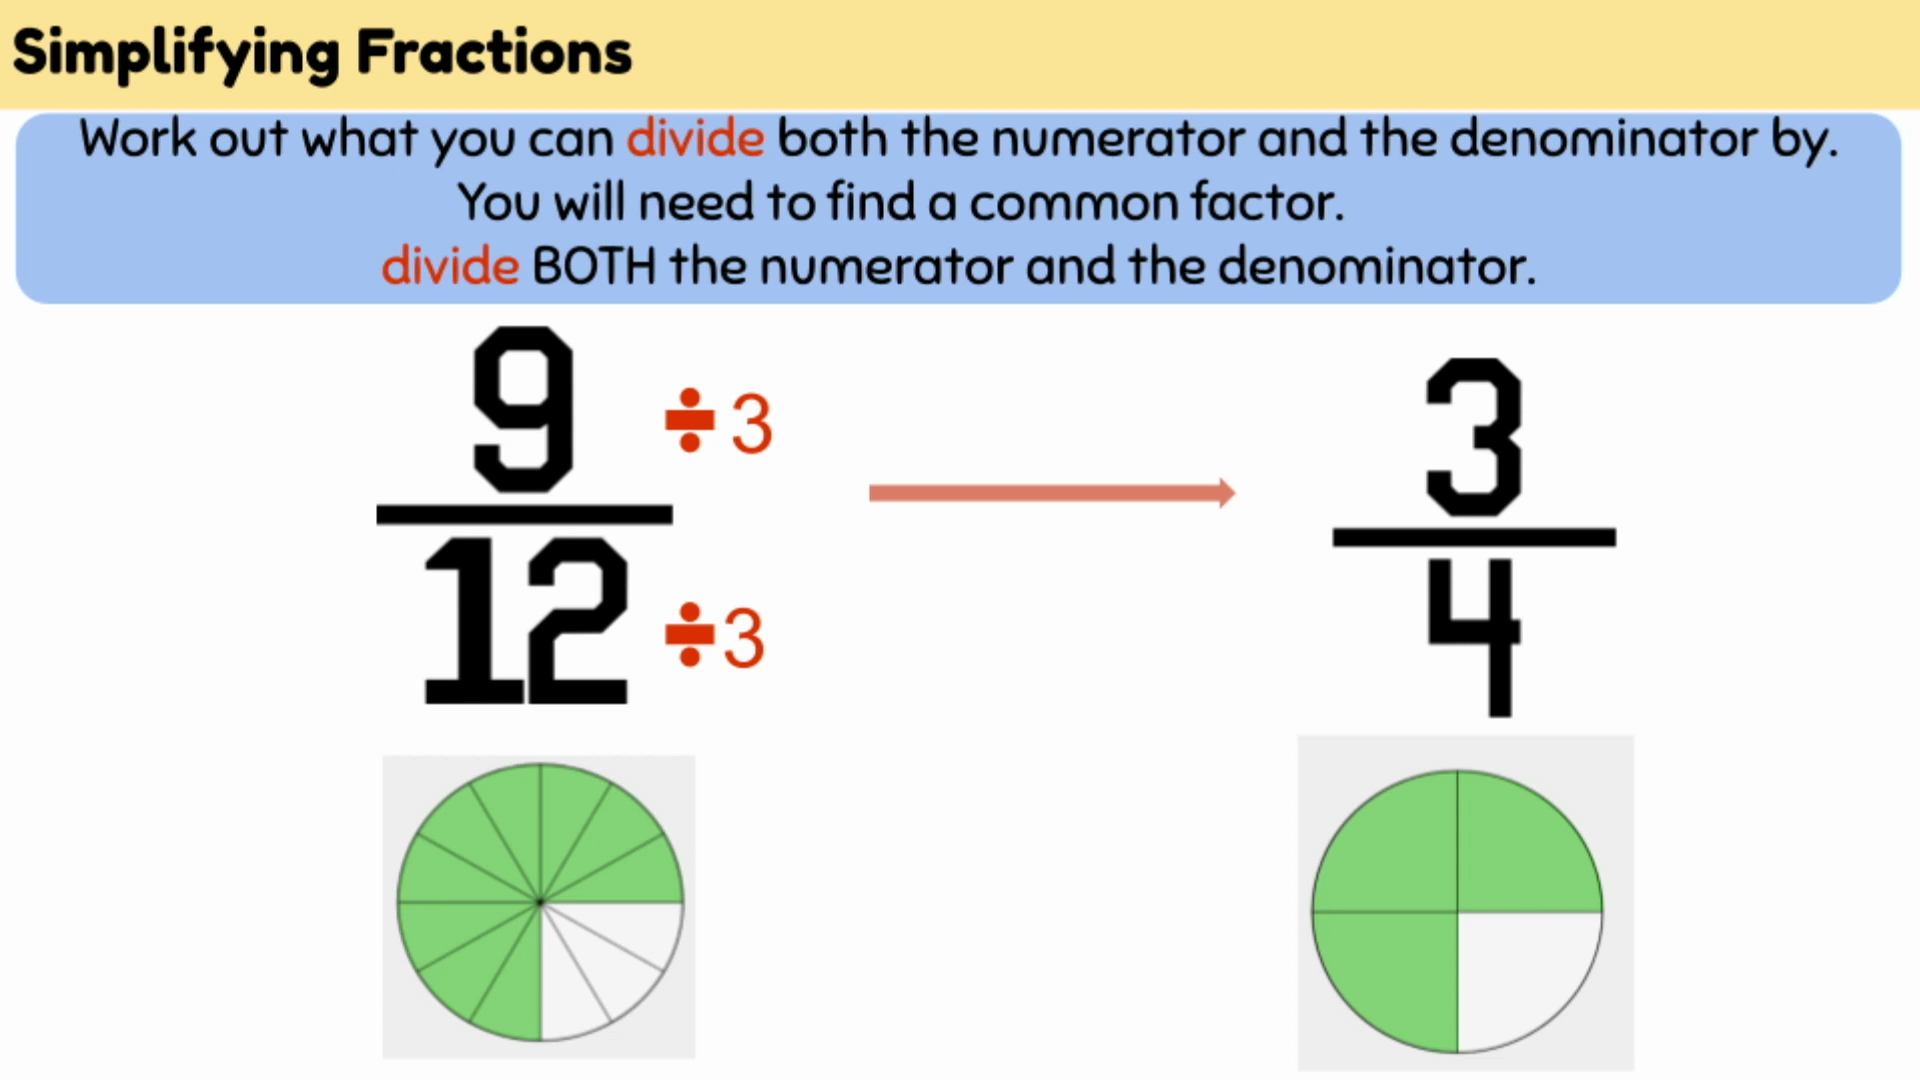 Simplifying Fractions
Work out what you can divide both the numerator and the denominator by.
You will need to find a common factor.
divide BOTH the numerator and the denominator.
9 ÷3
12 ÷3
3
4